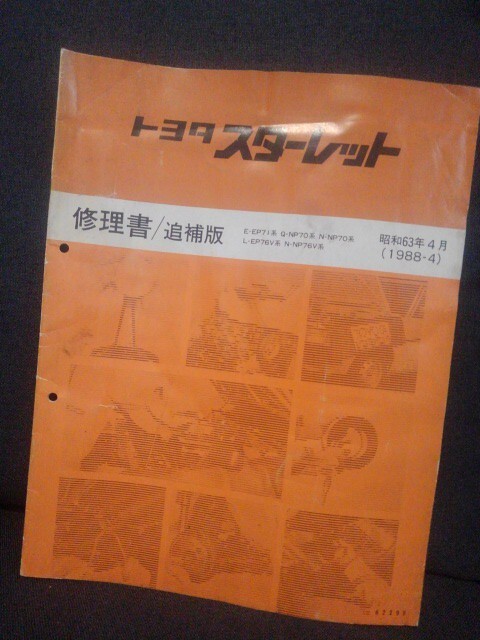 トヨタ スターレット
修理書/追補版
E-EP71系 Q-NP70系 N-NP70系
L-EP76V系 N-NP76V系
昭和63年4月
(1988-4)